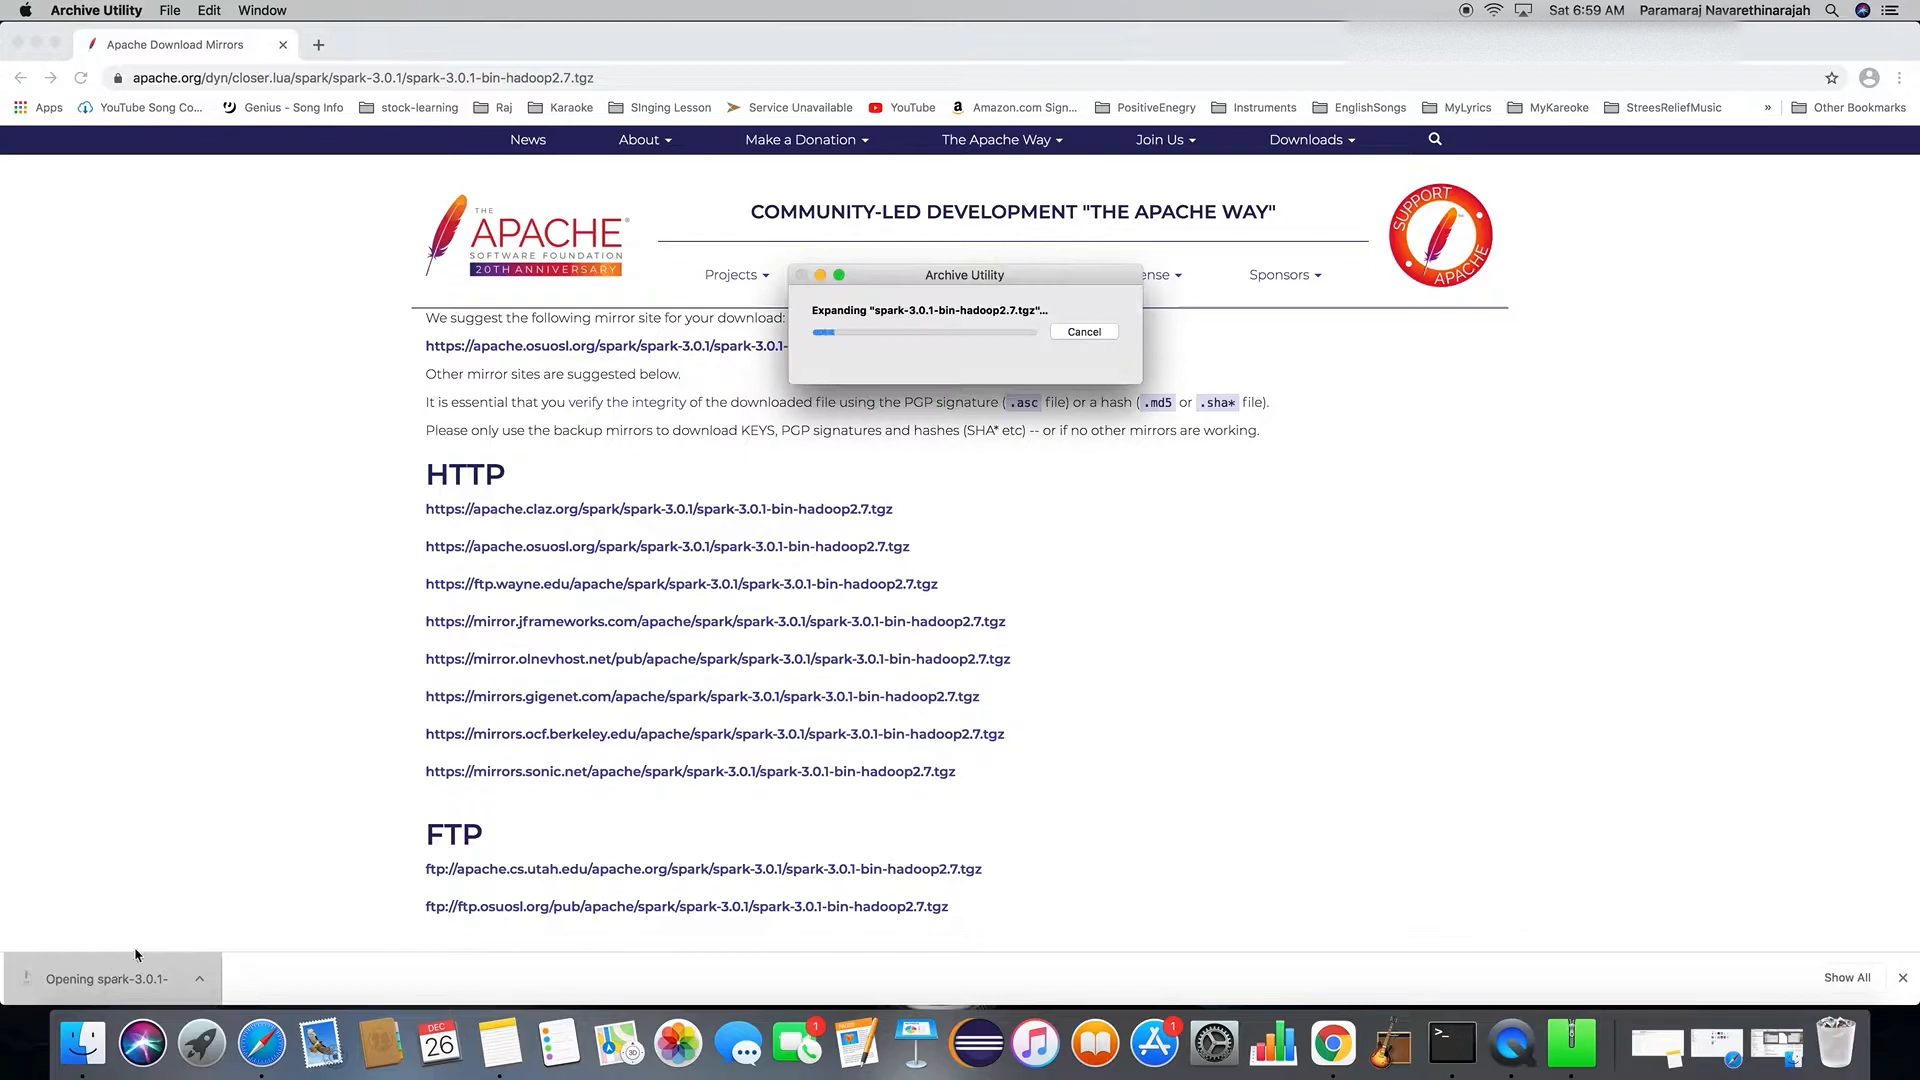 Archive Utility File Edit Window Sat 6:59 AM Paramaraj Navarethinarajah
Apache Download Mirrors
apache.org/dyn/closer.lua/spark/spark-3.0.1/spark-3.0.1-bin-hadoop2.7.tgz
Apps YouTube Song Co... Genius - Song Info stock-learning Raj Karaoke SInging Lesson Service Unavailable YouTube Amazon.com Sign... PositiveEnegry Instruments EnglishSongs MyLyrics MyKareoke StreesReliefMusic » Other Bookmarks
News About Make a Donation The Apache Way Join Us Downloads
THE
APACHE®
SOFTWARE FOUNDATION
20TH ANNIVERSARY
COMMUNITY-LED DEVELOPMENT "THE APACHE WAY"
SUPPORT APACHE
Projects ense Sponsors
Archive Utility
Expanding "spark-3.0.1-bin-hadoop2.7.tgz"...
Cancel
We suggest the following mirror site for your download:
https://apache.osuosl.org/spark/spark-3.0.1/spark-3.0.1-
Other mirror sites are suggested below.
It is essential that you verify the integrity of the downloaded file using the PGP signature (.asc file) or a hash (.md5 or .sha* file).
Please only use the backup mirrors to download KEYS, PGP signatures and hashes (SHA* etc) -- or if no other mirrors are working.
HTTP
https://apache.claz.org/spark/spark-3.0.1/spark-3.0.1-bin-hadoop2.7.tgz
https://apache.osuosl.org/spark/spark-3.0.1/spark-3.0.1-bin-hadoop2.7.tgz
https://ftp.wayne.edu/apache/spark/spark-3.0.1/spark-3.0.1-bin-hadoop2.7.tgz
https://mirror.jframeworks.com/apache/spark/spark-3.0.1/spark-3.0.1-bin-hadoop2.7.tgz
https://mirror.olnevhost.net/pub/apache/spark/spark-3.0.1/spark-3.0.1-bin-hadoop2.7.tgz
https://mirrors.gigenet.com/apache/spark/spark-3.0.1/spark-3.0.1-bin-hadoop2.7.tgz
https://mirrors.ocf.berkeley.edu/apache/spark/spark-3.0.1/spark-3.0.1-bin-hadoop2.7.tgz
https://mirrors.sonic.net/apache/spark/spark-3.0.1/spark-3.0.1-bin-hadoop2.7.tgz
FTP
ftp://apache.cs.utah.edu/apache.org/spark/spark-3.0.1/spark-3.0.1-bin-hadoop2.7.tgz
ftp://ftp.osuosl.org/pub/apache/spark/spark-3.0.1/spark-3.0.1-bin-hadoop2.7.tgz
Opening spark-3.0.1- Show All
DEC
26
3D
1
1